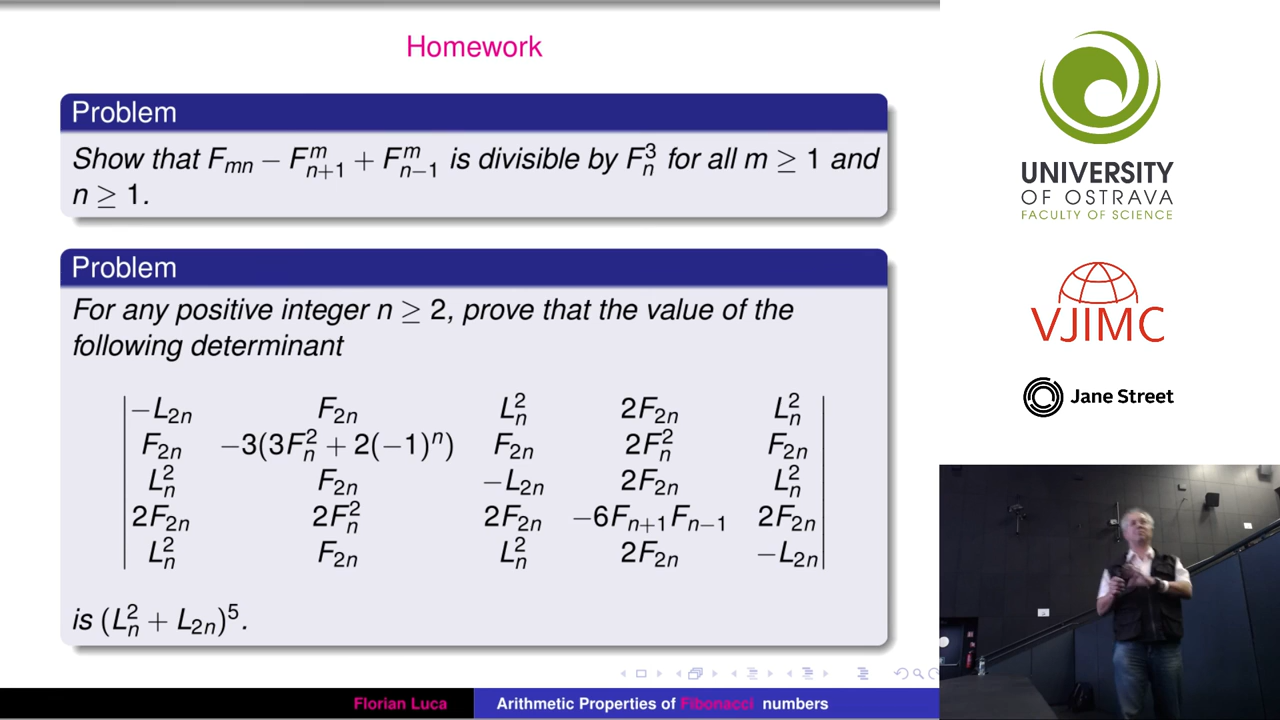 Homework
Problem
Show that F_{mn} − F_{n+1}^m + F_{n−1}^m is divisible by F_n^3 for all m ≥ 1 and
n ≥ 1.
Problem
For any positive integer n ≥ 2, prove that the value of the
following determinant
−L_{2n} F_{2n} L_n^2 2F_{2n} L_n^2
F_{2n} −3(3F_n^2 + 2(−1)^n) F_{2n} 2F_n^2 F_{2n}
L_n^2 F_{2n} −L_{2n} 2F_{2n} L_n^2
2F_{2n} 2F_n^2 2F_{2n} −6F_{n+1}F_{n−1} 2F_{2n}
L_n^2 F_{2n} L_n^2 2F_{2n} −L_{2n}
is (L_n^2 + L_{2n})^5.
Florian Luca Arithmetic Properties of Fibonacci numbers
UNIVERSITY
OF OSTRAVA
FACULTY OF SCIENCE
VJIMC
Jane Street